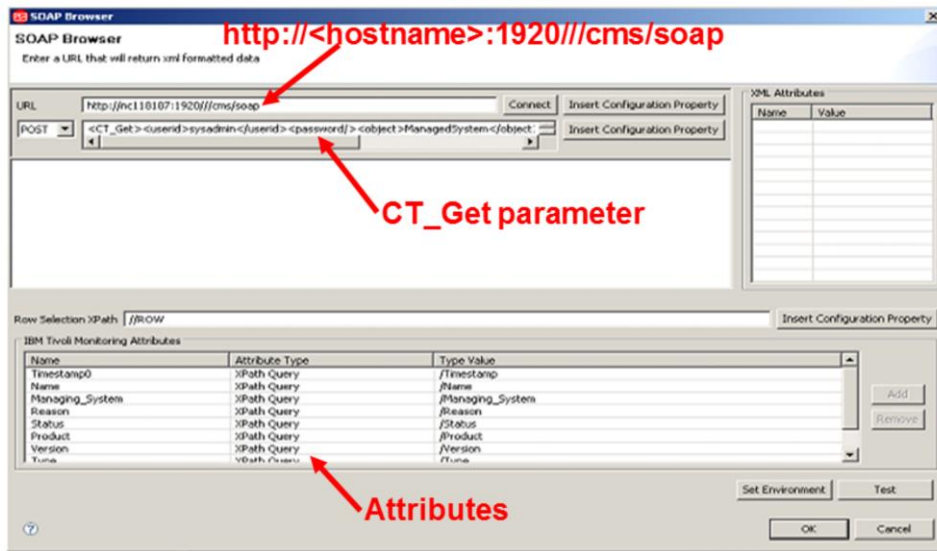 SOAP Browser
SOAP Browser
http://<hostname>:1920///cms/soap
Enter a URL that will return xml formatted data
URL http://nc118107:1920///cms/soap Connect Insert Configuration Property
POST <CT_Get><userid>sysadmin</userid><password/><object>ManagedSystem</object> Insert Configuration Property
XML Attributes
Name Value
CT_Get parameter
Row Selection XPath //ROW Insert Configuration Property
IBM Tivoli Monitoring Attributes
Name Attribute Type Type Value
Timestamp0 XPath Query /Timestamp
Name XPath Query /Name
Managing_System XPath Query /Managing_System
Reason XPath Query /Reason
Status XPath Query /Status
Product XPath Query /Product
Version XPath Query /Version
Type XPath Query /Type
Add
Remove
Attributes
Set Environment Test
? OK Cancel